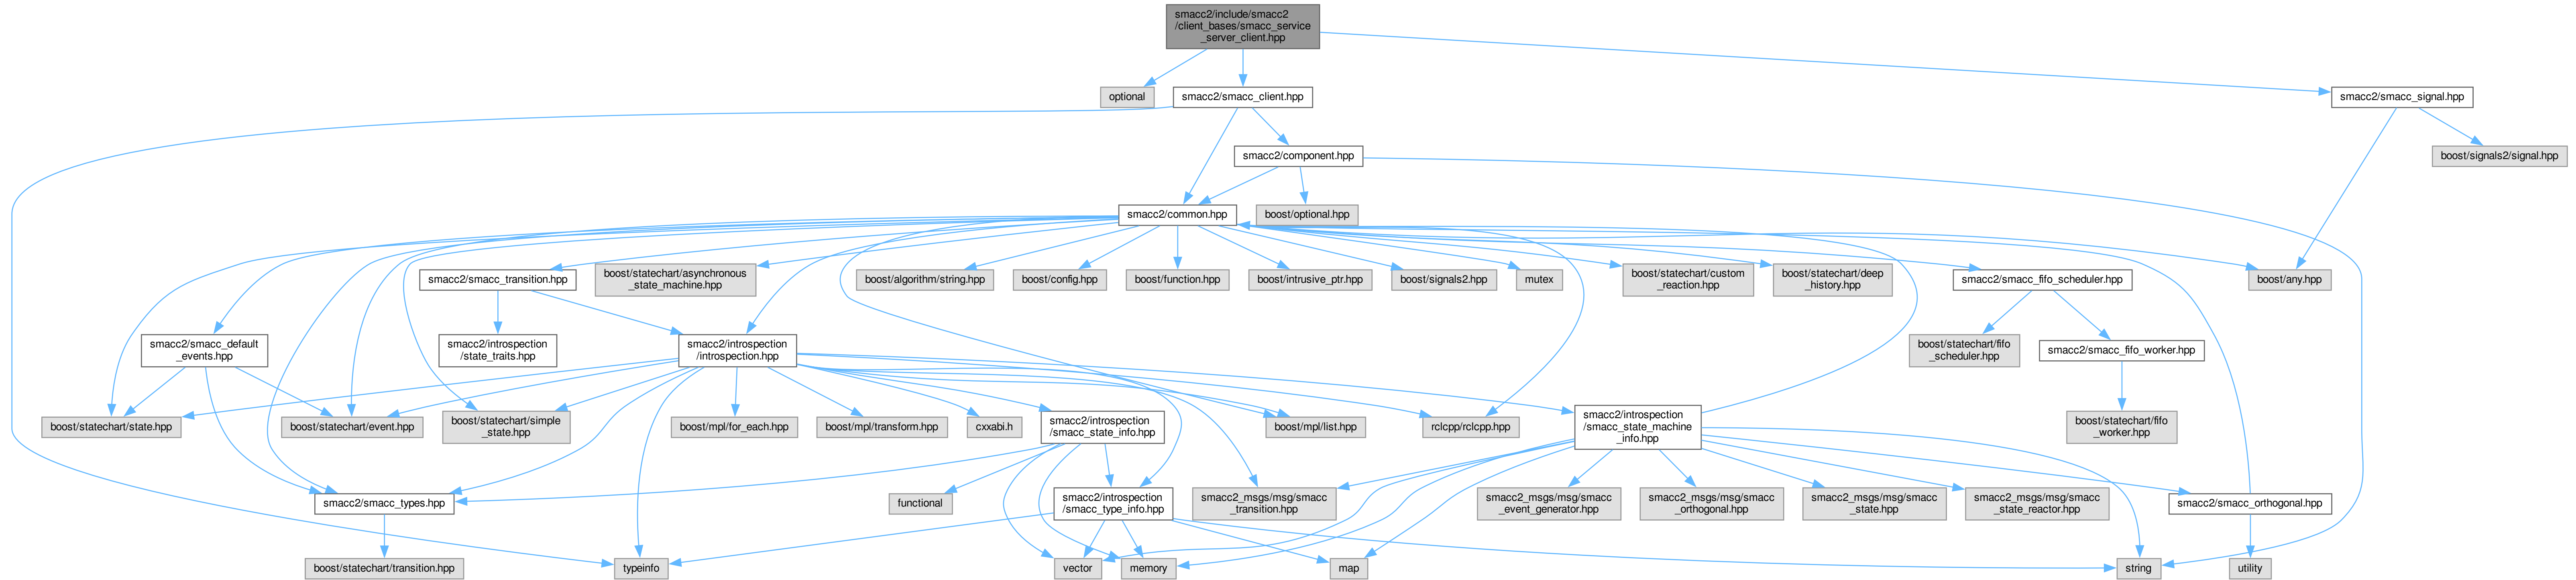 smacc2/include/smacc2
/client_bases/smacc_service
_server_client.hpp
optional
smacc2/smacc_client.hpp
smacc2/smacc_signal.hpp
smacc2/component.hpp
boost/signals2/signal.hpp
smacc2/common.hpp
boost/optional.hpp
smacc2/smacc_transition.hpp
boost/statechart/asynchronous
_state_machine.hpp
boost/algorithm/string.hpp
boost/config.hpp
boost/function.hpp
boost/intrusive_ptr.hpp
boost/signals2.hpp
mutex
boost/statechart/custom
_reaction.hpp
boost/statechart/deep
_history.hpp
smacc2/smacc_fifo_scheduler.hpp
boost/any.hpp
smacc2/smacc_default
_events.hpp
smacc2/introspection
/state_traits.hpp
smacc2/introspection
/introspection.hpp
boost/statechart/fifo
_scheduler.hpp
smacc2/smacc_fifo_worker.hpp
boost/statechart/state.hpp
boost/statechart/event.hpp
boost/statechart/simple
_state.hpp
boost/mpl/for_each.hpp
boost/mpl/transform.hpp
cxxabi.h
smacc2/introspection
/smacc_state_info.hpp
boost/mpl/list.hpp
rclcpp/rclcpp.hpp
smacc2/introspection
/smacc_state_machine
_info.hpp
boost/statechart/fifo
_worker.hpp
smacc2/smacc_types.hpp
functional
smacc2/introspection
/smacc_type_info.hpp
smacc2_msgs/msg/smacc
_transition.hpp
smacc2_msgs/msg/smacc
_event_generator.hpp
smacc2_msgs/msg/smacc
_orthogonal.hpp
smacc2_msgs/msg/smacc
_state.hpp
smacc2_msgs/msg/smacc
_state_reactor.hpp
smacc2/smacc_orthogonal.hpp
boost/statechart/transition.hpp
typeinfo
vector
memory
map
string
utility